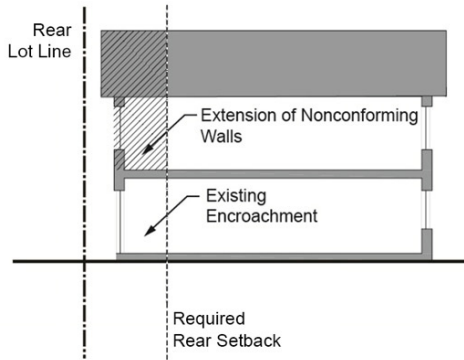 Rear
Lot Line
Extension of Nonconforming
Walls
Existing
Encroachment
Required
Rear Setback